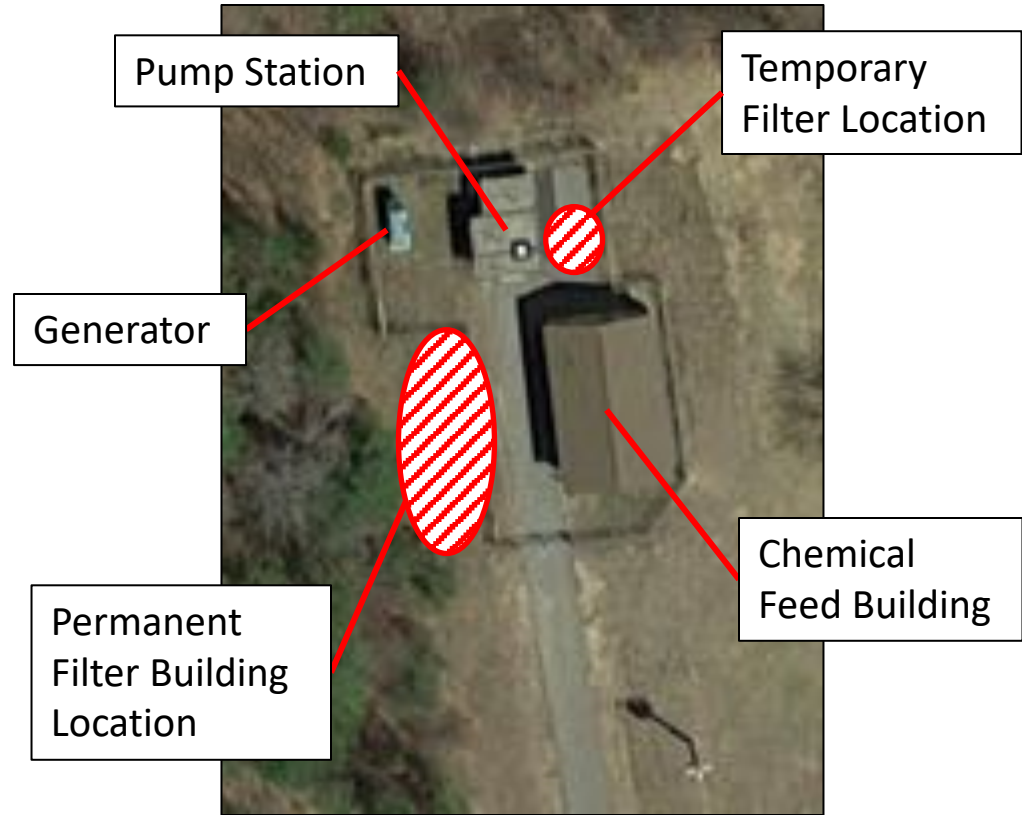 Pump Station
Temporary
Filter Location
Generator
Chemical
Feed Building
Permanent
Filter Building
Location